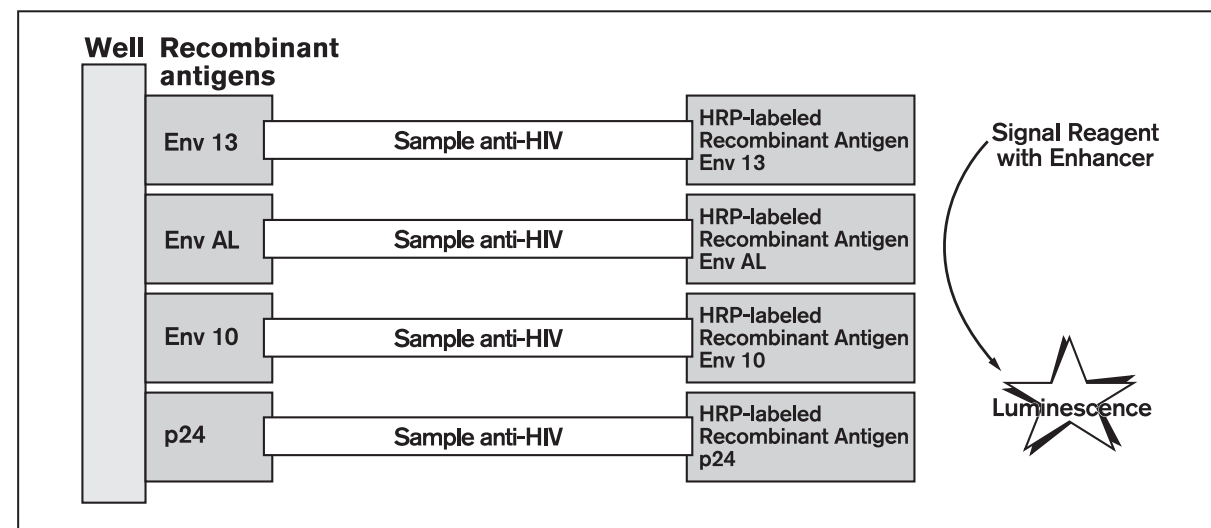 Well Recombinant
antigens
Env 13
Sample anti-HIV
HRP-labeled
Recombinant Antigen
Env 13
Env AL
Sample anti-HIV
HRP-labeled
Recombinant Antigen
Env AL
Env 10
Sample anti-HIV
HRP-labeled
Recombinant Antigen
Env 10
p24
Sample anti-HIV
HRP-labeled
Recombinant Antigen
p24
Signal Reagent
with Enhancer
Luminescence